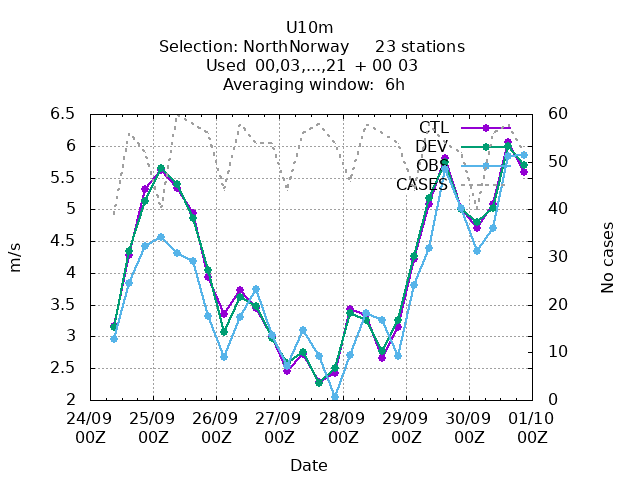 U10m
Selection: NorthNorway 23 stations
Used 00,03,...,21 + 00 03
Averaging window: 6h
6.5
6
5.5
5
4.5
4
3.5
3
2.5
2
60
50
40
30
20
10
0
CTL
DEV
OBS
CASES
m/s
No cases
24/09 25/09 26/09 27/09 28/09 29/09 30/09 01/10
00Z 00Z 00Z 00Z 00Z 00Z 00Z 00Z
Date